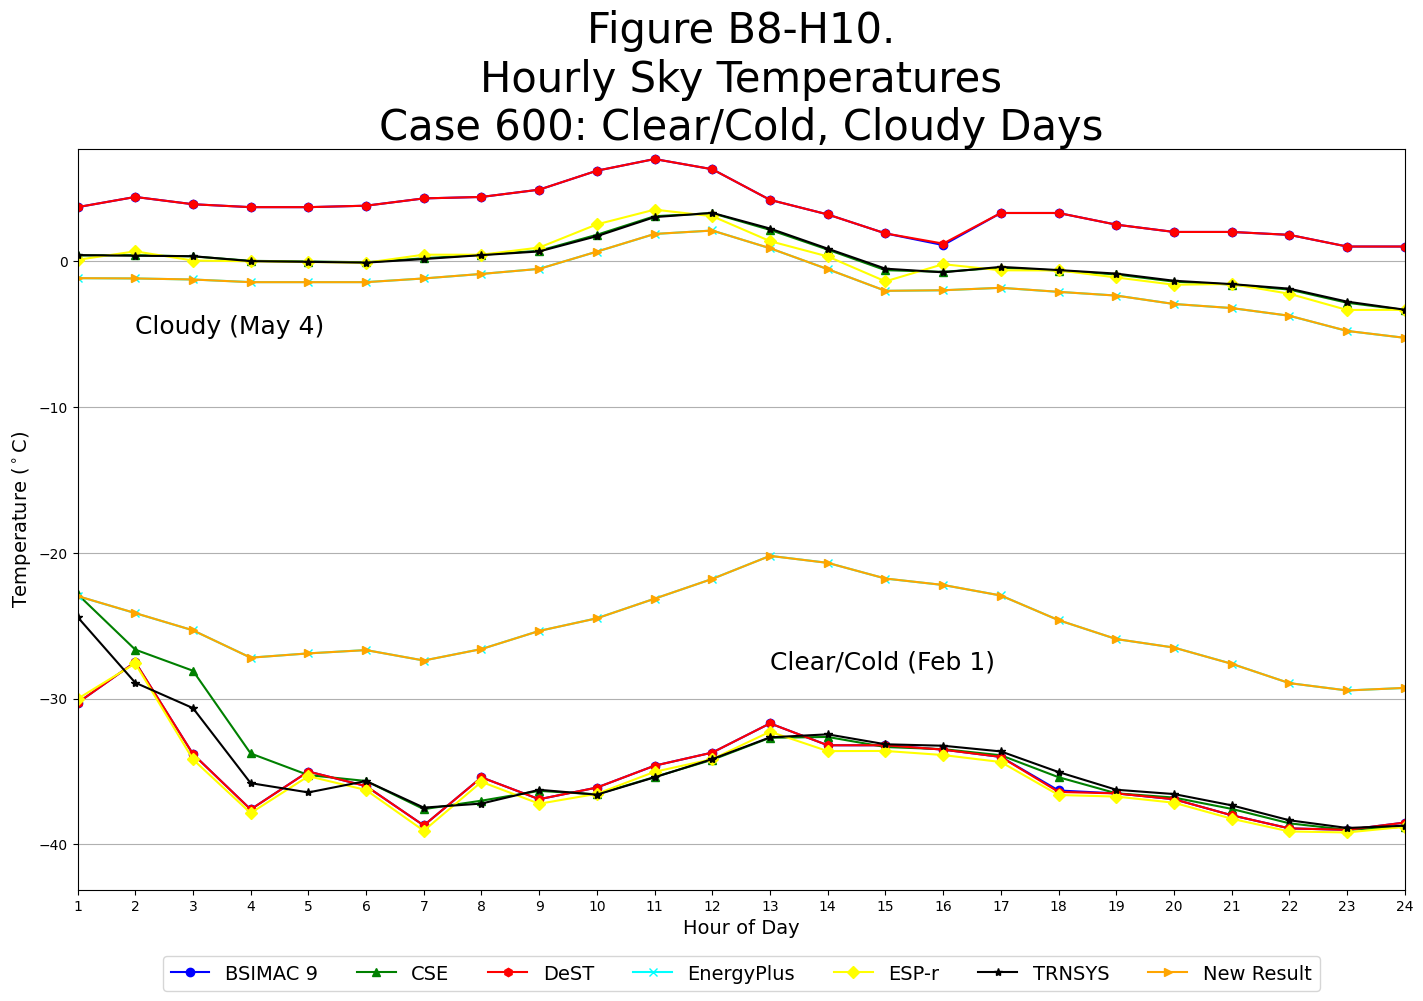 Figure B8-H10.
Hourly Sky Temperatures
Case 600: Clear/Cold, Cloudy Days
0
Cloudy (May 4)
−10
Temperature (°C)
−20
Clear/Cold (Feb 1)
−30
−40
1 2 3 4 5 6 7 8 9 10 11 12 13 14 15 16 17 18 19 20 21 22 23 24
Hour of Day
BSIMAC 9 CSE DeST EnergyPlus ESP-r TRNSYS New Result